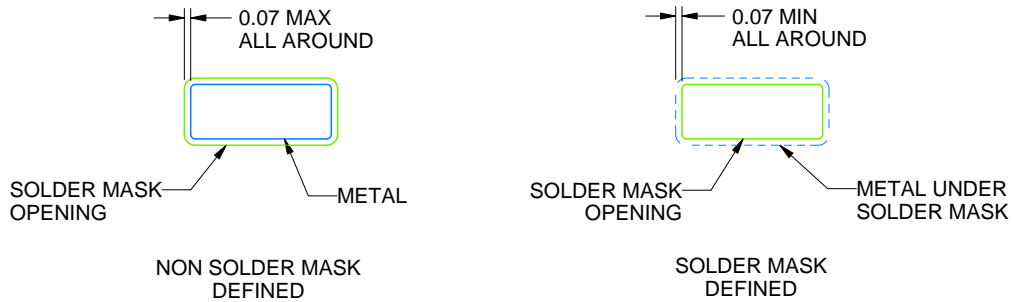 0.07 MAX
ALL AROUND
SOLDER MASK
OPENING
METAL
NON SOLDER MASK
DEFINED
0.07 MIN
ALL AROUND
SOLDER MASK
OPENING
METAL UNDER
SOLDER MASK
SOLDER MASK
DEFINED